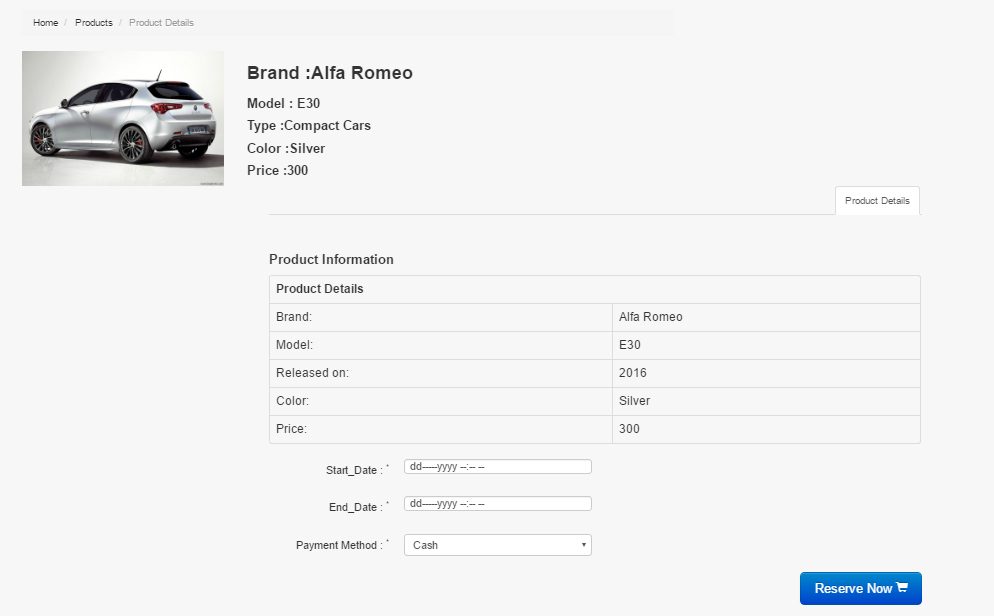 Home / Products / Product Details
Brand :Alfa Romeo
Model : E30
Type :Compact Cars
Color :Silver
Price :300
Product Details
Product Information
Product Details
Brand: Alfa Romeo
Model: E30
Released on: 2016
Color: Silver
Price: 300
Start_Date : * dd-----yyyy --:-- --
End_Date : * dd-----yyyy --:-- --
Payment Method : * Cash
Reserve Now